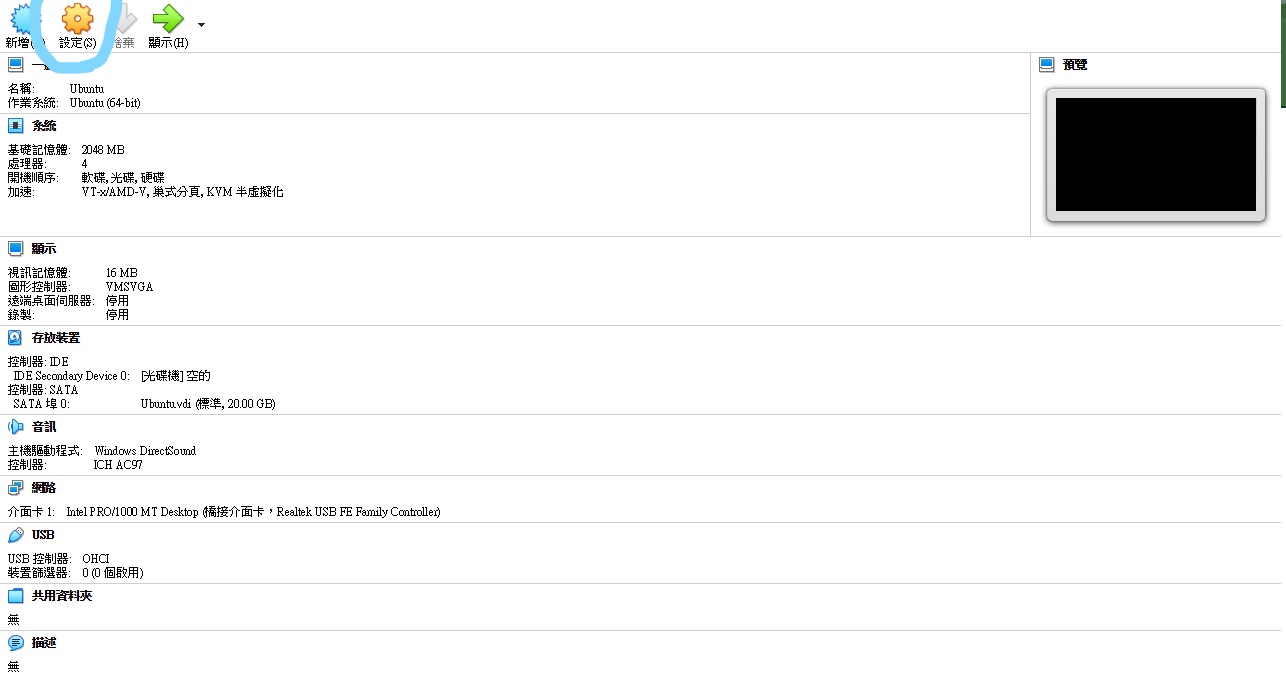 新增
設定(S)
捨棄
顯示(H)
一
預覽
名稱: Ubuntu
作業系統: Ubuntu (64-bit)
系統
基礎記憶體: 2048 MB
處理器: 4
開機順序: 軟碟, 光碟, 硬碟
加速: VT-x/AMD-V, 巢式分頁, KVM 半虛擬化
顯示
視訊記憶體: 16 MB
圖形控制器: VMSVGA
遠端桌面伺服器: 停用
錄製: 停用
存放裝置
控制器: IDE
IDE Secondary Device 0: [光碟機] 空的
控制器: SATA
SATA 埠 0: Ubuntu.vdi (標準, 20.00 GB)
音訊
主機驅動程式: Windows DirectSound
控制器: ICH AC97
網路
介面卡 1: Intel PRO/1000 MT Desktop (橋接介面卡，Realtek USB FE Family Controller)
USB
USB 控制器: OHCI
裝置篩選器: 0 (0 個啟用)
共用資料夾
無
描述
無